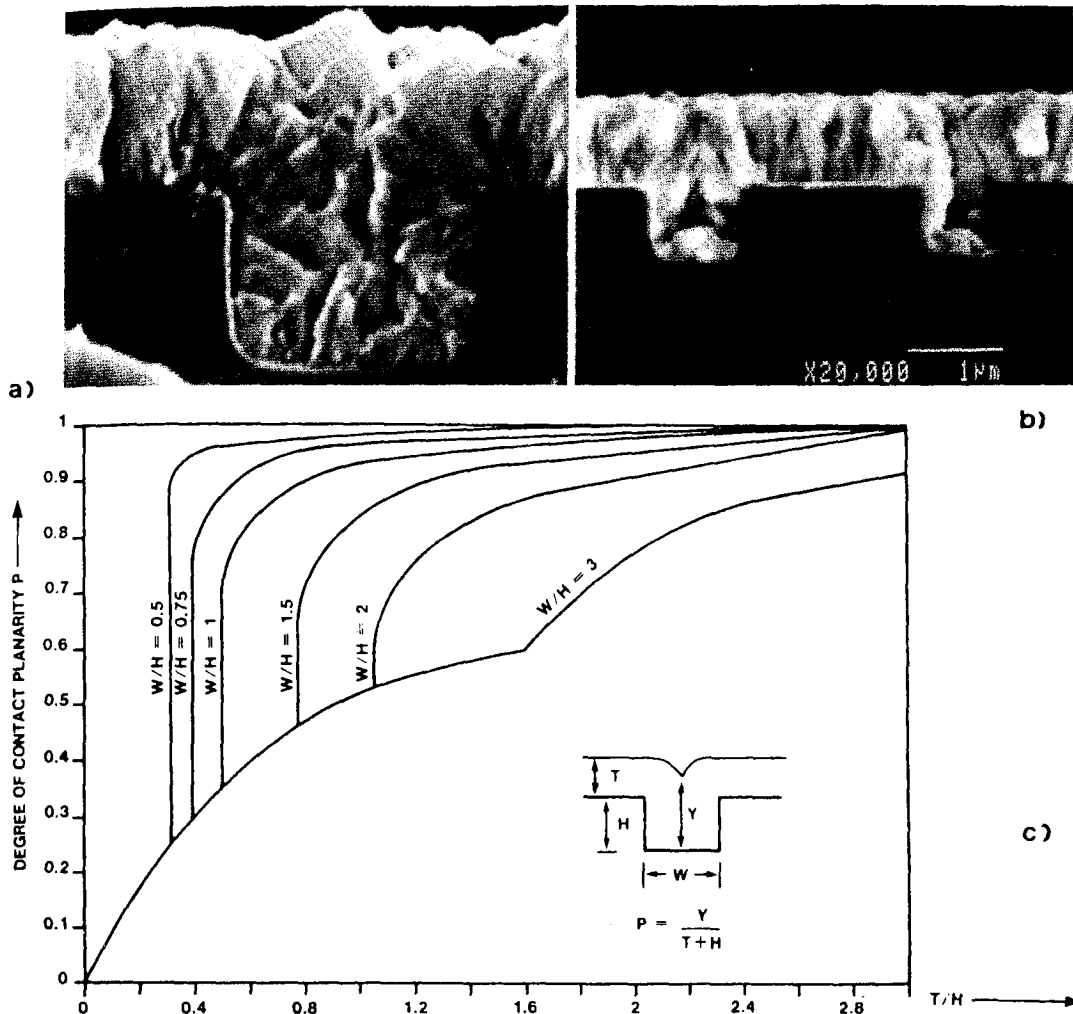 X20,000 1µm
a)
b)
1
0.9
0.8
0.7
0.6
0.5
0.4
0.3
0.2
0.1
0
DEGREE OF CONTACT PLANARITY P
W/H = 0.5
W/H = 0.75
W/H = 1
W/H = 1.5
W/H = 2
W/H = 3
T
H
Y
W
P = Y
T+H
c)
0 0.4 0.8 1.2 1.6 2 2.4 2.8 T/H